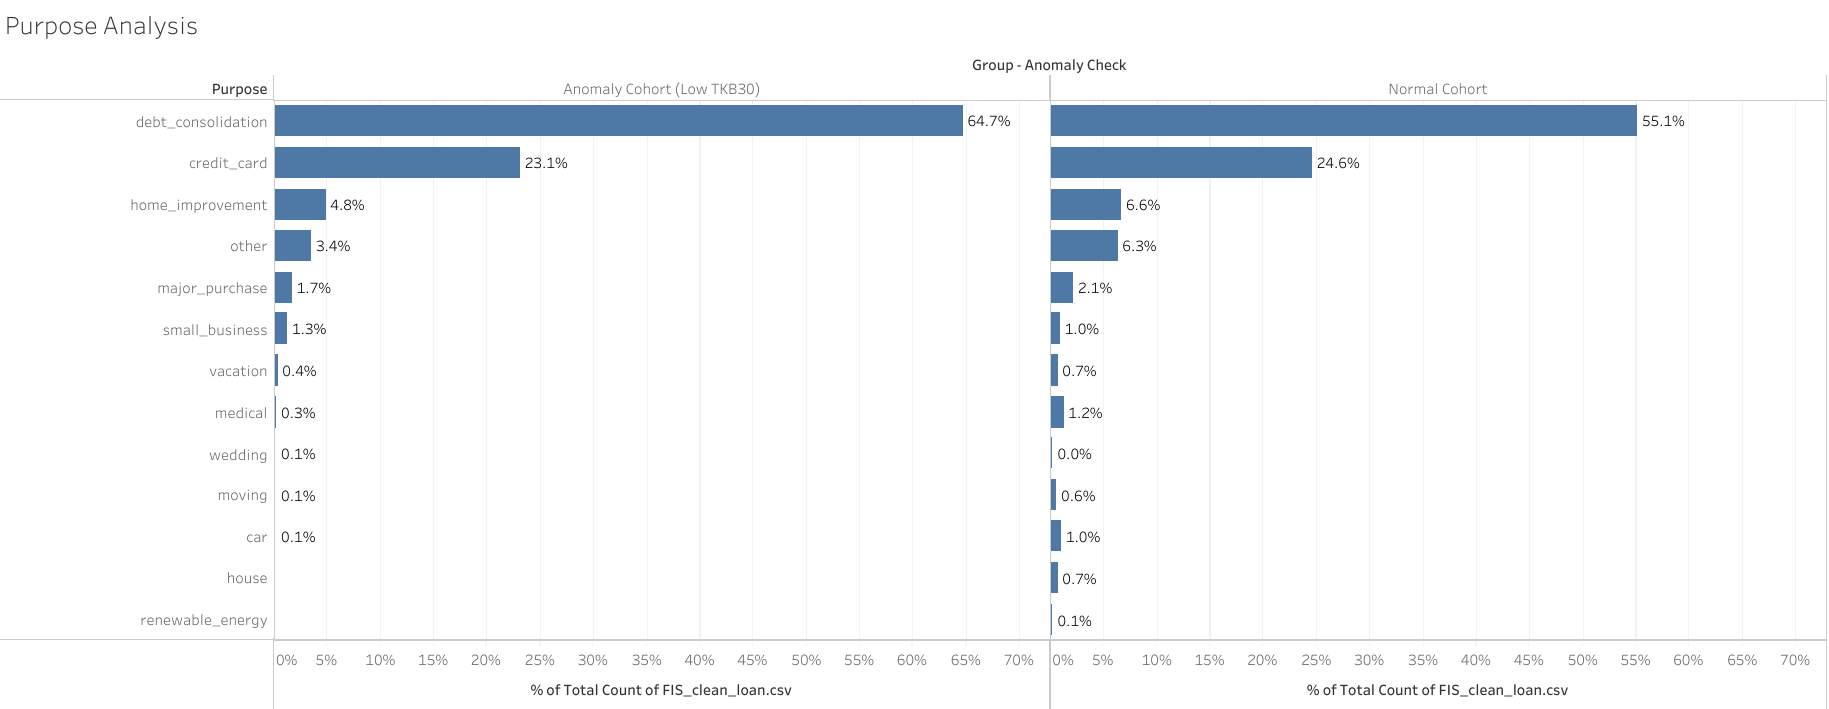 Purpose Analysis
Group - Anomaly Check
Purpose Anomaly Cohort (Low TKB30) Normal Cohort
debt_consolidation 64.7% 55.1%
credit_card 23.1% 24.6%
home_improvement 4.8% 6.6%
other 3.4% 6.3%
major_purchase 1.7% 2.1%
small_business 1.3% 1.0%
vacation 0.4% 0.7%
medical 0.3% 1.2%
wedding 0.1% 0.0%
moving 0.1% 0.6%
car 0.1% 1.0%
house 0.7%
renewable_energy 0.1%
0% 5% 10% 15% 20% 25% 30% 35% 40% 45% 50% 55% 60% 65% 70% 0% 5% 10% 15% 20% 25% 30% 35% 40% 45% 50% 55% 60% 65% 70%
% of Total Count of FIS_clean_loan.csv % of Total Count of FIS_clean_loan.csv